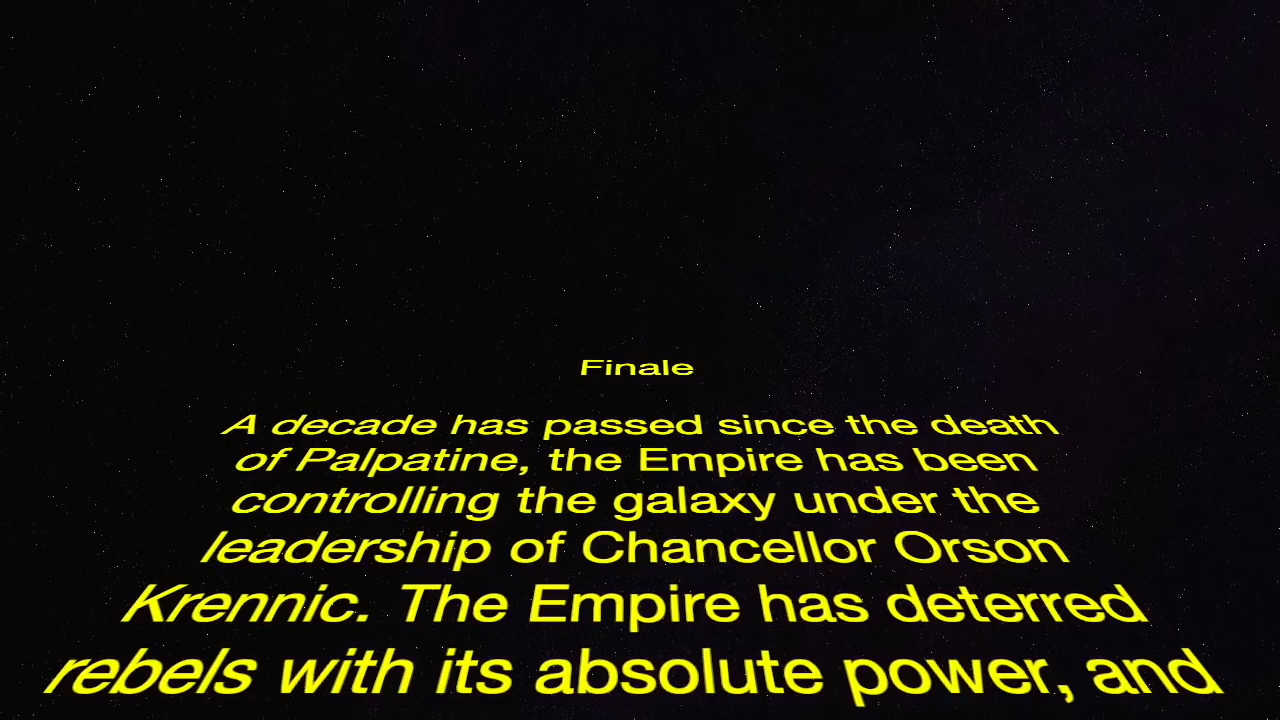 Finale
A decade has passed since the death
of Palpatine, the Empire has been
controlling the galaxy under the
leadership of Chancellor Orson
Krennic. The Empire has deterred
rebels with its absolute power, and